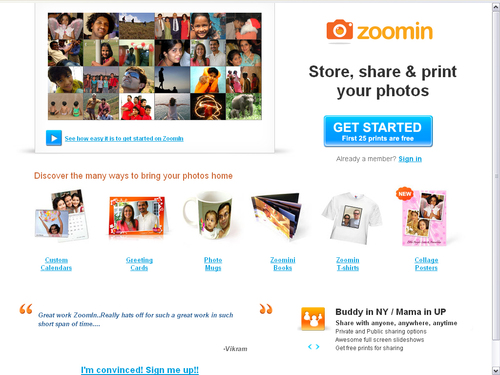 zoomin
Store, share & print
your photos
GET STARTED
First 25 prints are free
Already a member? Sign in
See how easy it is to get started on ZoomIn
Discover the many ways to bring your photos home
NEW
Custom
Calendars
Greeting
Cards
Photo
Mugs
Zoomini
Books
Zoomin
T-shirts
Collage
Posters
“ Great work ZoomIn..Really hats off for such a great work in such ”
short span of time....
-Vikram
I'm convinced! Sign me up!!
Buddy in NY / Mama in UP
Share with anyone, anywhere, anytime
Private and Public sharing options
Awesome full screen slideshows
Get free prints for sharing